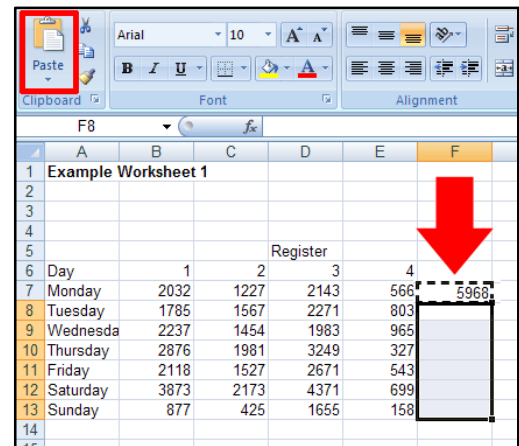 Arial 10 A A
Paste
B I U A
Clipboard Font Alignment
F8 fx
A B C D E F
1 Example Worksheet 1
2
3
4
5 Register
6 Day 1 2 3 4
7 Monday 2032 1227 2143 566 5968
8 Tuesday 1785 1567 2271 803
9 Wednesda 2237 1454 1983 965
10 Thursday 2876 1981 3249 327
11 Friday 2118 1527 2671 543
12 Saturday 3873 2173 4371 699
13 Sunday 877 425 1655 158
14